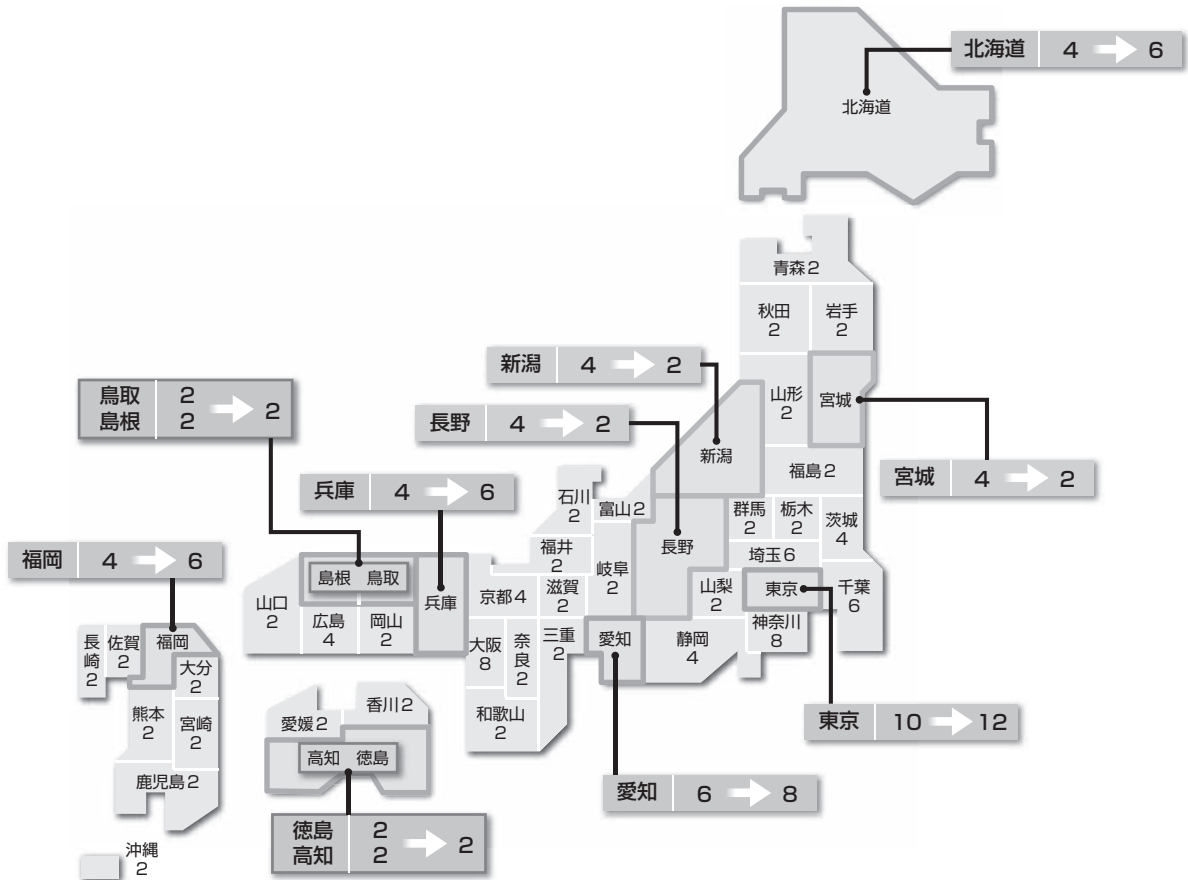 北海道 4 → 6
北海道
青森2
秋田
2
岩手
2
新潟 4 → 2
山形
2
宮城
鳥取 2
島根 2 → 2
長野 4 → 2
新潟
福島2
宮城 4 → 2
兵庫 4 → 6
石川
2
富山2
群馬
2
栃木
2
茨城
4
福岡 4 → 6
福井
2
岐阜
2
長野
埼玉6
島根 鳥取
兵庫
京都4
滋賀
2
山梨
2
東京
千葉
6
山口
2
広島
4
岡山
2
大阪
8
奈良
2
三重
2
愛知
静岡
4
神奈川
8
長崎
2
佐賀
2
福岡
大分
2
熊本
2
宮崎
2
鹿児島2
愛媛2
香川2
高知 徳島
和歌山
2
東京 10 → 12
愛知 6 → 8
徳島 2
高知 2 → 2
沖縄
2